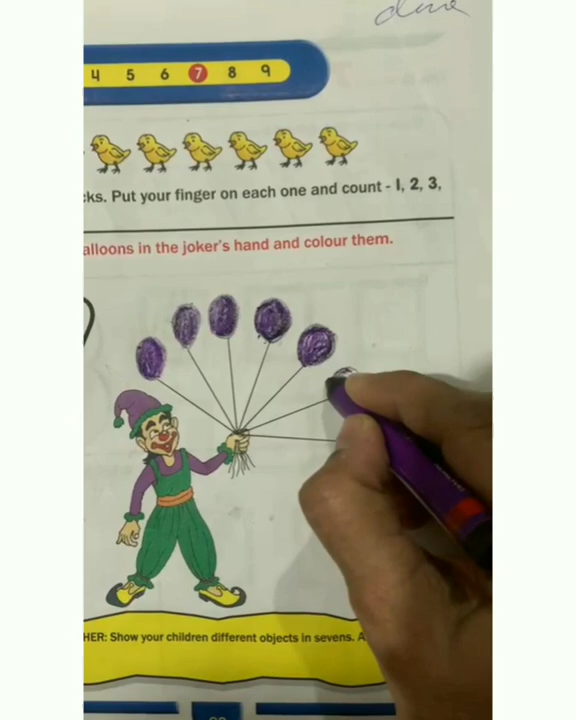 4 5 6 7 8 9
ks. Put your finger on each one and count - 1, 2, 3,
alloons in the joker's hand and colour them.
HER: Show your children different objects in sevens. A